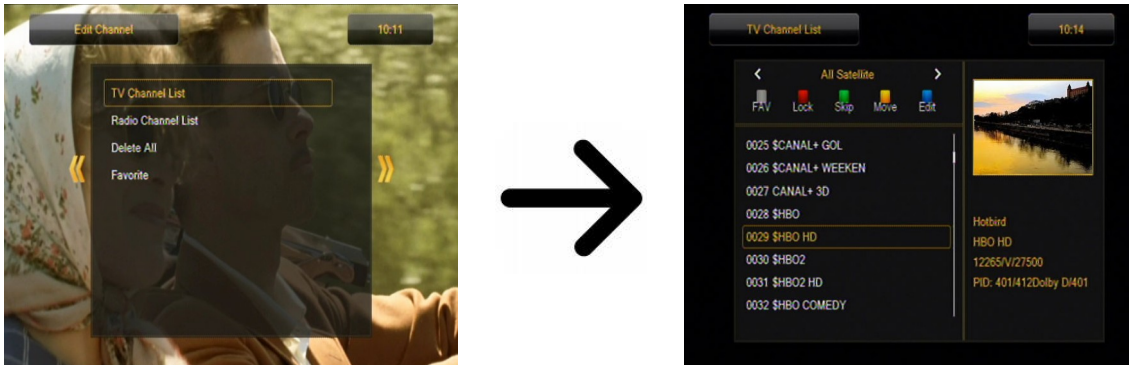 Edit Channel
10:11
TV Channel List
Radio Channel List
Delete All
Favorite
TV Channel List
10:14
All Satellite
FAV Lock Skip Move Edit
0025 $CANAL+ GOL
0026 $CANAL+ WEEKEN
0027 CANAL+ 3D
0028 $HBO
0029 $HBO HD
0030 $HBO2
0031 $HBO2 HD
0032 $HBO COMEDY
Hotbird
HBO HD
12265/V/27500
PID: 401/412Dolby D/401